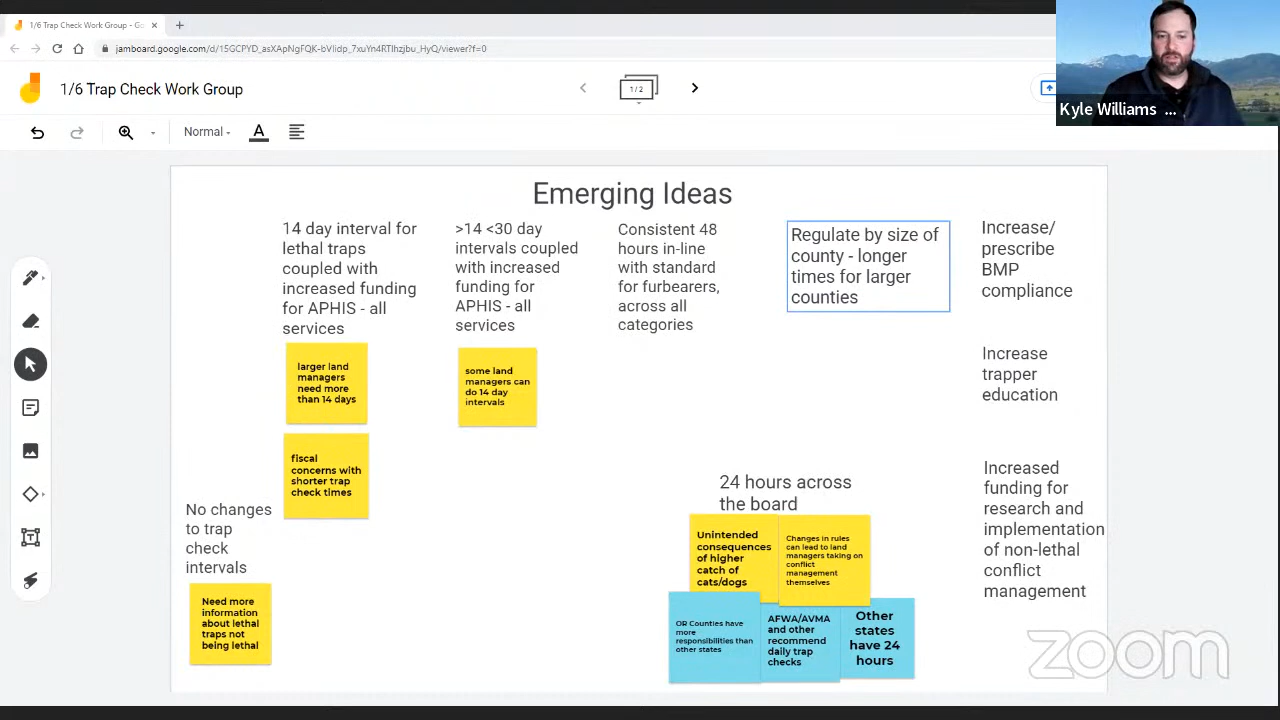 1/6 Trap Check Work Group - Go
jamboard.google.com/d/15GCPYD_asXApNgFQK-bVIidp_7xuYn4RTIhzjbu_HyQ/viewer?f=0
Kyle Williams ...
1/6 Trap Check Work Group
1/2
Normal
A
Emerging Ideas
14 day interval for
lethal traps
coupled with
increased funding
for APHIS - all
services
>14 <30 day
intervals coupled
with increased
funding for
APHIS - all
services
Consistent 48
hours in-line
with standard
for furbearers,
across all
categories
Regulate by size of
county - longer
times for larger
counties
Increase/
prescribe
BMP
compliance
larger land
managers
need more
than 14 days
some land
managers can
do 14 day
intervals
Increase
trapper
education
fiscal
concerns with
shorter trap
check times
No changes
to trap
check
intervals
Need more
information
about lethal
traps not
being lethal
24 hours across
the board
Unintended
consequences
of higher
catch of
cats/dogs
Changes in rules
can lead to land
managers taking on
conflict
management
themselves
OR Counties have
more
responsibilities than
other states
AFWA/AVMA
and other
recommend
daily trap
checks
Other
states
have 24
hours
Increased
funding for
research and
implementation
of non-lethal
conflict
management
zoom